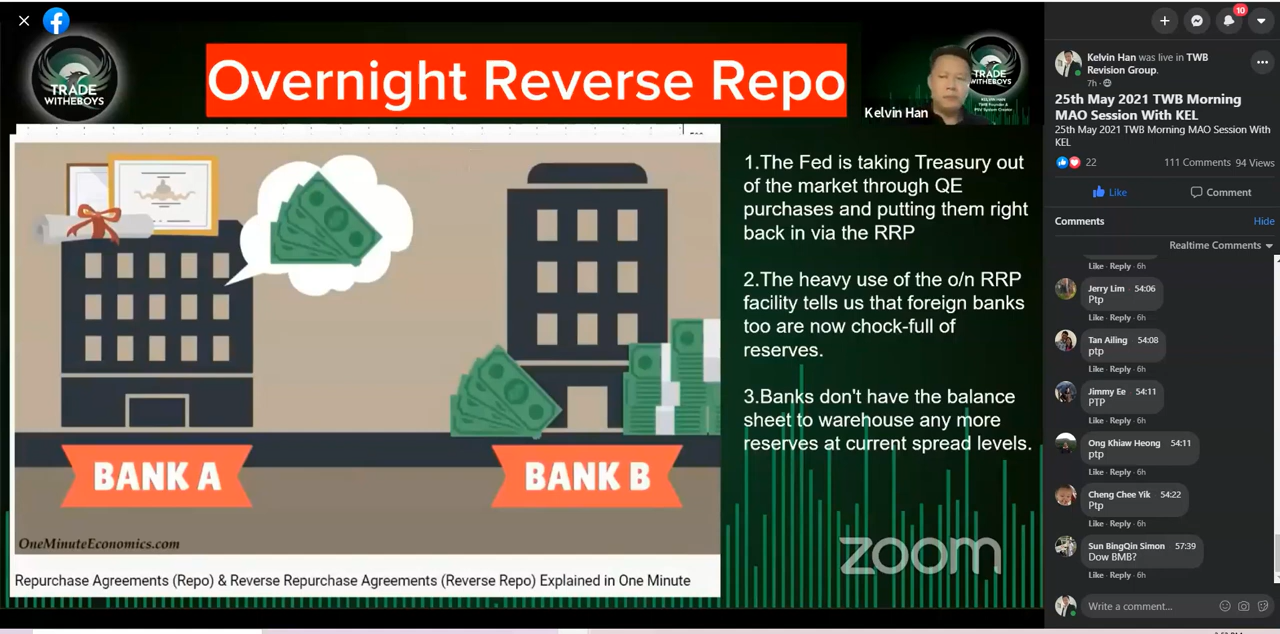 TRADE
WITHEBOYS
Overnight Reverse Repo
TRADE
WITHEBOYS
KELVIN HAN
Kelvin Han
BANK A
BANK B
OneMinuteEconomics.com
Repurchase Agreements (Repo) & Reverse Repurchase Agreements (Reverse Repo) Explained in One Minute
1.The Fed is taking Treasury out
of the market through QE
purchases and putting them right
back in via the RRP
2.The heavy use of the o/n RRP
facility tells us that foreign banks
too are now chock-full of
reserves.
3.Banks don't have the balance
sheet to warehouse any more
reserves at current spread levels.
zoom
10
Kelvin Han was live in TWB
Revision Group.
7h
25th May 2021 TWB Morning
MAO Session With KEL
25th May 2021 TWB Morning MAO Session With
KEL
22
111 Comments 94 Views
Like
Comment
Comments
Hide
Realtime Comments
Like · Reply · 6h
Jerry Lim 54:06
Ptp
Like · Reply · 6h
Tan Ailing 54:08
ptp
Like · Reply · 6h
Jimmy Ee 54:11
PTP
Like · Reply · 6h
Ong Khiaw Heong 54:11
ptp
Like · Reply · 6h
Cheng Chee Yik 54:22
Ptp
Like · Reply · 6h
Sun BingQin Simon 57:39
Dow BMB?
Like · Reply · 6h
Write a comment...